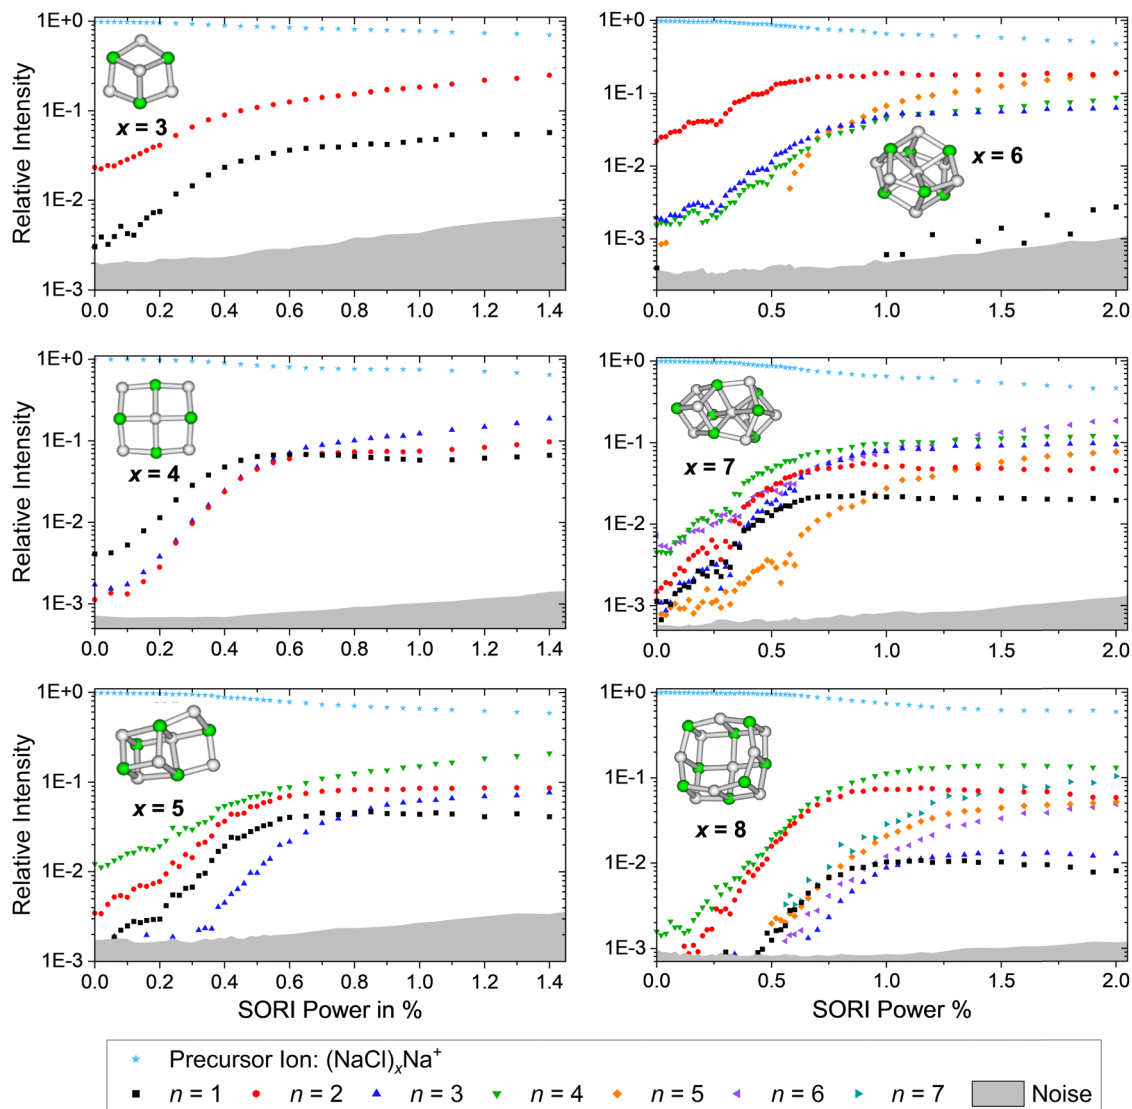 Relative Intensity
1E+0
1E-1
1E-2
1E-3
x = 3
0.0 0.2 0.4 0.6 0.8 1.0 1.2 1.4
1E+0
1E-1
1E-2
1E-3
x = 6
0.0 0.5 1.0 1.5 2.0
Relative Intensity
1E+0
1E-1
1E-2
1E-3
x = 4
0.0 0.2 0.4 0.6 0.8 1.0 1.2 1.4
1E+0
1E-1
1E-2
1E-3
x = 7
0.0 0.5 1.0 1.5 2.0
Relative Intensity
1E+0
1E-1
1E-2
1E-3
x = 5
0.0 0.2 0.4 0.6 0.8 1.0 1.2 1.4
SORI Power in %
1E+0
1E-1
1E-2
1E-3
x = 8
0.0 0.5 1.0 1.5 2.0
SORI Power %
Precursor Ion: (NaCl)ₓNa⁺
n = 1 n = 2 n = 3 n = 4 n = 5 n = 6 n = 7 Noise